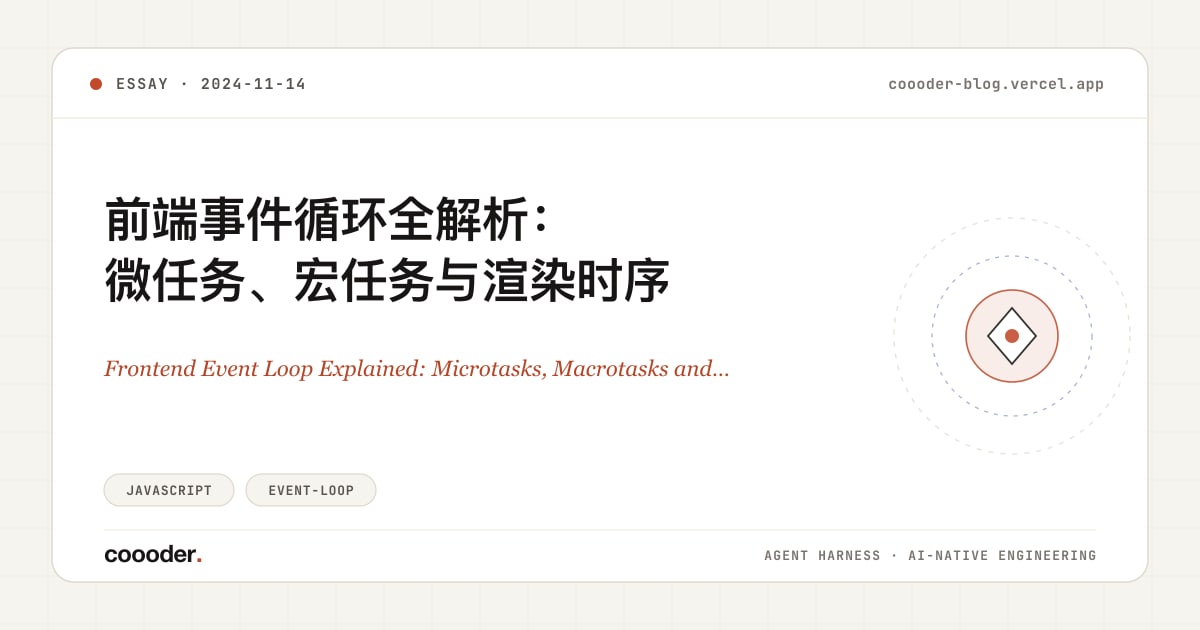 ESSAY · 2024-11-14
coooder-blog.vercel.app
前端事件循环全解析：
微任务、宏任务与渲染时序
Frontend Event Loop Explained: Microtasks, Macrotasks and...
JAVASCRIPT
EVENT-LOOP
coooder.
AGENT HARNESS · AI-NATIVE ENGINEERING